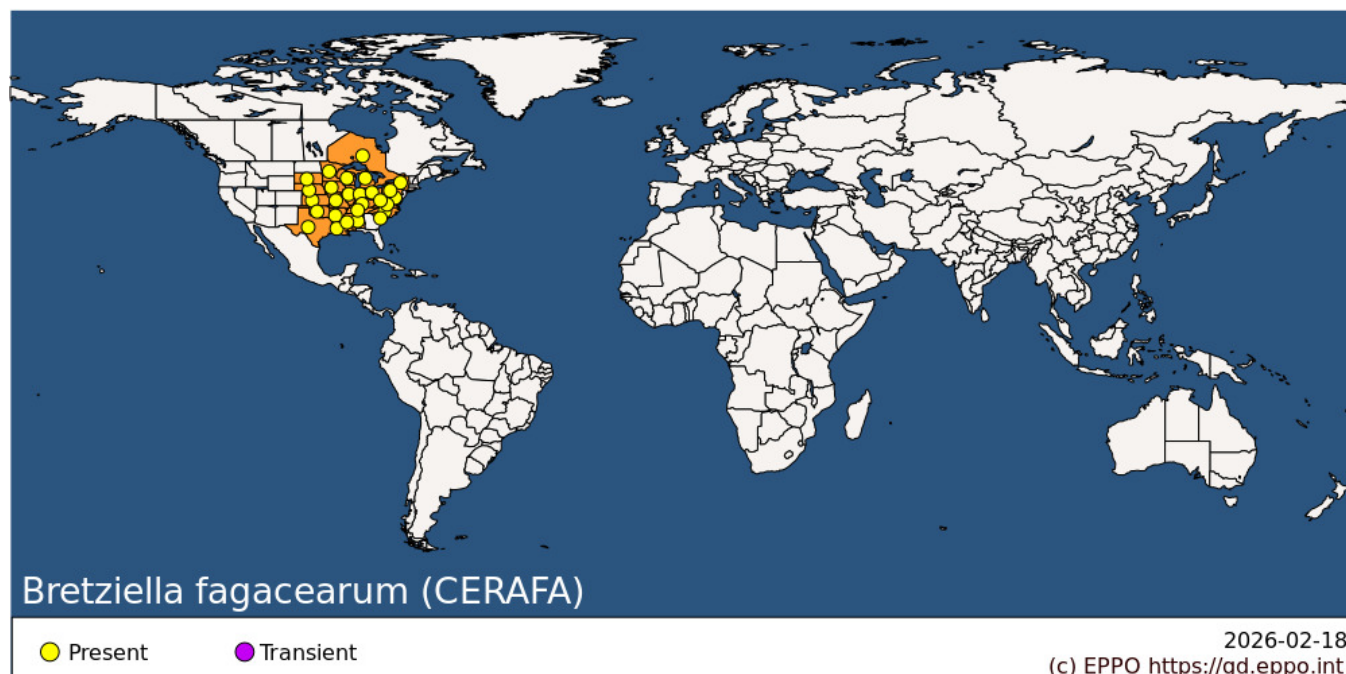 Bretziella fagacearum (CERAFA)
Present
Transient
2026-02-18
(c) EPPO https://gd.eppo.int